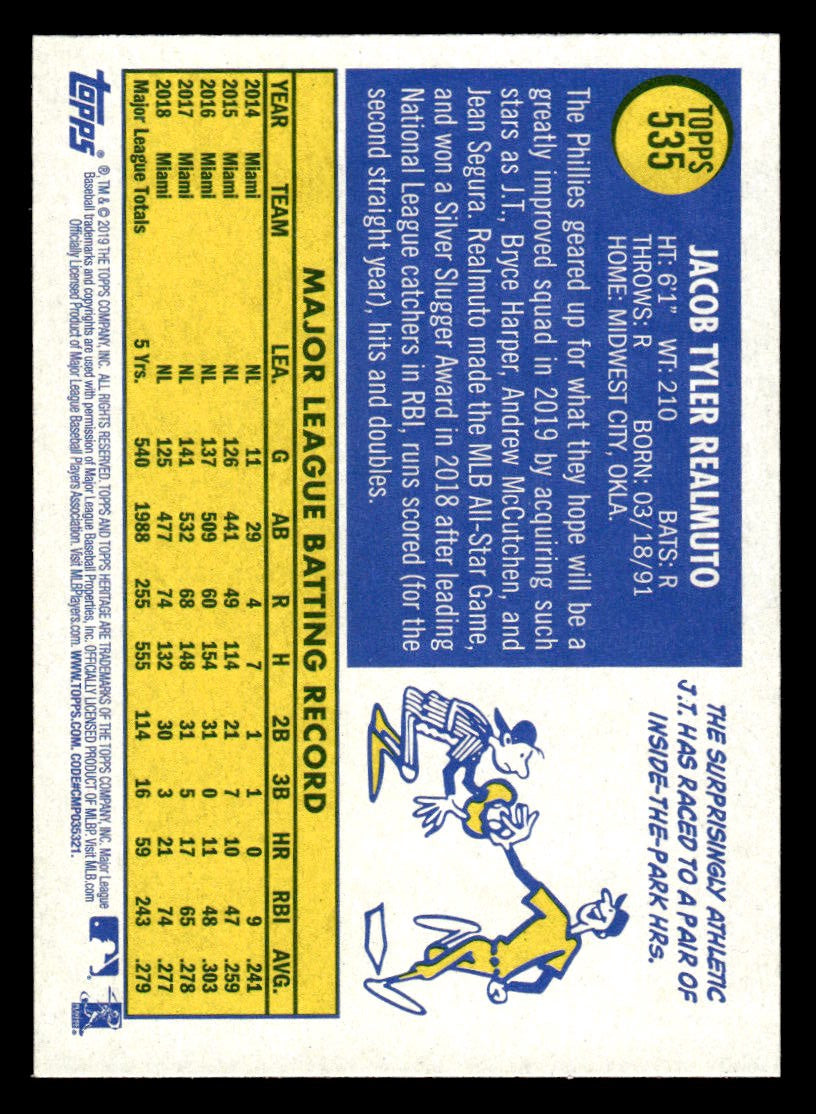 TOPPS
535
JACOB TYLER REALMUTO
HT: 6'1" WT: 210 BATS: R
THROWS: R BORN: 03/18/91
HOME: MIDWEST CITY, OKLA.
The Phillies geared up for what they hope will be a
greatly improved squad in 2019 by acquiring such
stars as J.T., Bryce Harper, Andrew McCutchen, and
Jean Segura. Realmuto made the MLB All-Star Game,
and won a Silver Slugger Award in 2018 after leading
National League catchers in RBI, runs scored (for the
second straight year), hits and doubles.
THE SURPRISINGLY ATHLETIC
J.T. HAS RACED TO A PAIR OF
INSIDE-THE-PARK HRs.
MAJOR LEAGUE BATTING RECORD
YEAR TEAM LEA. G AB R H 2B 3B HR RBI AVG.
2014 Miami NL 11 29 4 7 1 1 0 9 .241
2015 Miami NL 126 441 49 114 21 7 10 47 .259
2016 Miami NL 137 509 60 154 31 0 11 48 .303
2017 Miami NL 141 532 68 148 31 5 17 65 .278
2018 Miami NL 125 477 74 132 30 3 21 74 .277
Major League Totals 5 Yrs. 540 1988 255 555 114 16 59 243 .279
topps ®
®, TM & © 2019 THE TOPPS COMPANY, INC. ALL RIGHTS RESERVED. TOPPS AND TOPPS HERITAGE ARE TRADEMARKS OF THE TOPPS COMPANY, INC. Major League
Baseball trademarks and copyrights are used with permission of Major League Baseball Properties, Inc. OFFICIALLY LICENSED PRODUCT OF MLBP. Visit MLB.com
Officially Licensed Product of Major League Baseball Players Association. Visit MLBPlayers.com. WWW.TOPPS.COM. CODE#CMP035321.